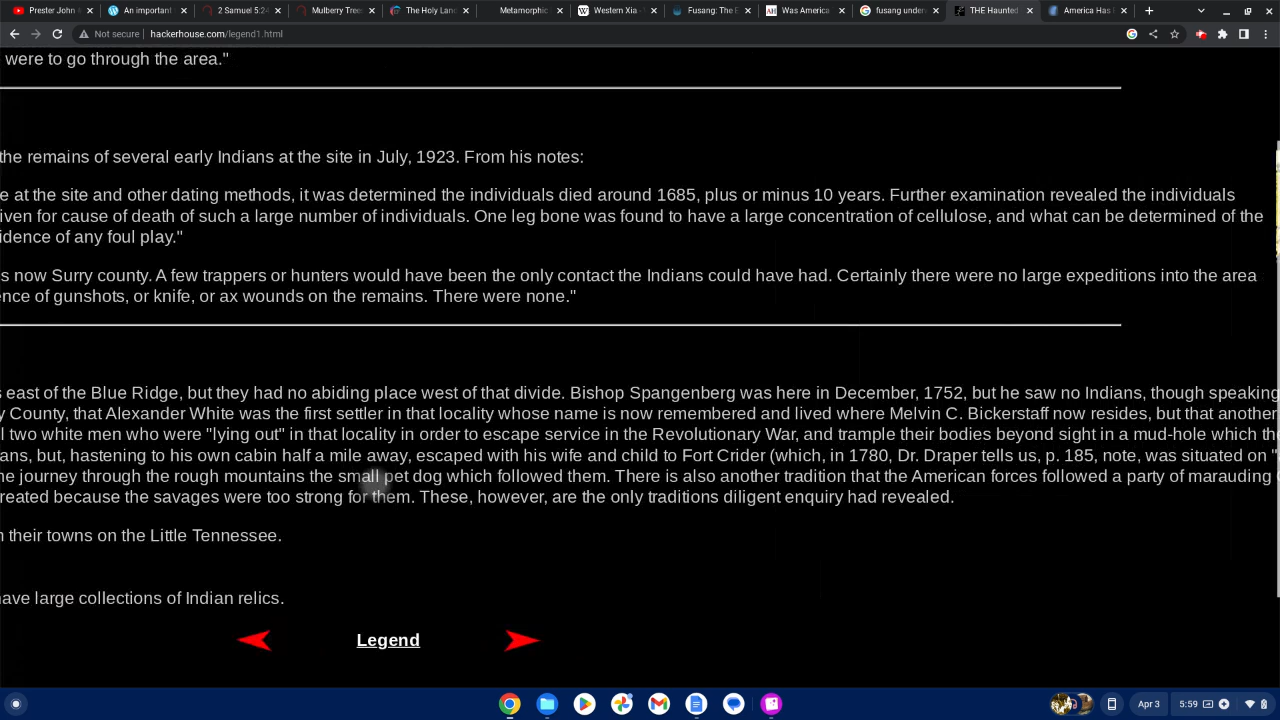 Prester John A
An important
2 Samuel 5:24
Mulberry Tree
The Holy Lanc
Metamorphic
Western Xia -
Fusang: The E
Was America
fusang under
THE Haunted
America Has
Not secure
hackerhouse.com/legend1.html
were to go through the area."
the remains of several early Indians at the site in July, 1923. From his notes:
e at the site and other dating methods, it was determined the individuals died around 1685, plus or minus 10 years. Further examination revealed the individuals
iven for cause of death of such a large number of individuals. One leg bone was found to have a large concentration of cellulose, and what can be determined of the
idence of any foul play."
s now Surry county. A few trappers or hunters would have been the only contact the Indians could have had. Certainly there were no large expeditions into the area
ence of gunshots, or knife, or ax wounds on the remains. There were none."
s east of the Blue Ridge, but they had no abiding place west of that divide. Bishop Spangenberg was here in December, 1752, but he saw no Indians, though speaking
y County, that Alexander White was the first settler in that locality whose name is now remembered and lived where Melvin C. Bickerstaff now resides, but that another
l two white men who were "lying out" in that locality in order to escape service in the Revolutionary War, and trample their bodies beyond sight in a mud-hole which the
ans, but, hastening to his own cabin half a mile away, escaped with his wife and child to Fort Crider (which, in 1780, Dr. Draper tells us, p. 185, note, was situated on "
he journey through the rough mountains the small pet dog which followed them. There is also another tradition that the American forces followed a party of marauding
reated because the savages were too strong for them. These, however, are the only traditions diligent enquiry had revealed.
n their towns on the Little Tennessee.
ave large collections of Indian relics.
Legend
Apr 3
5:59